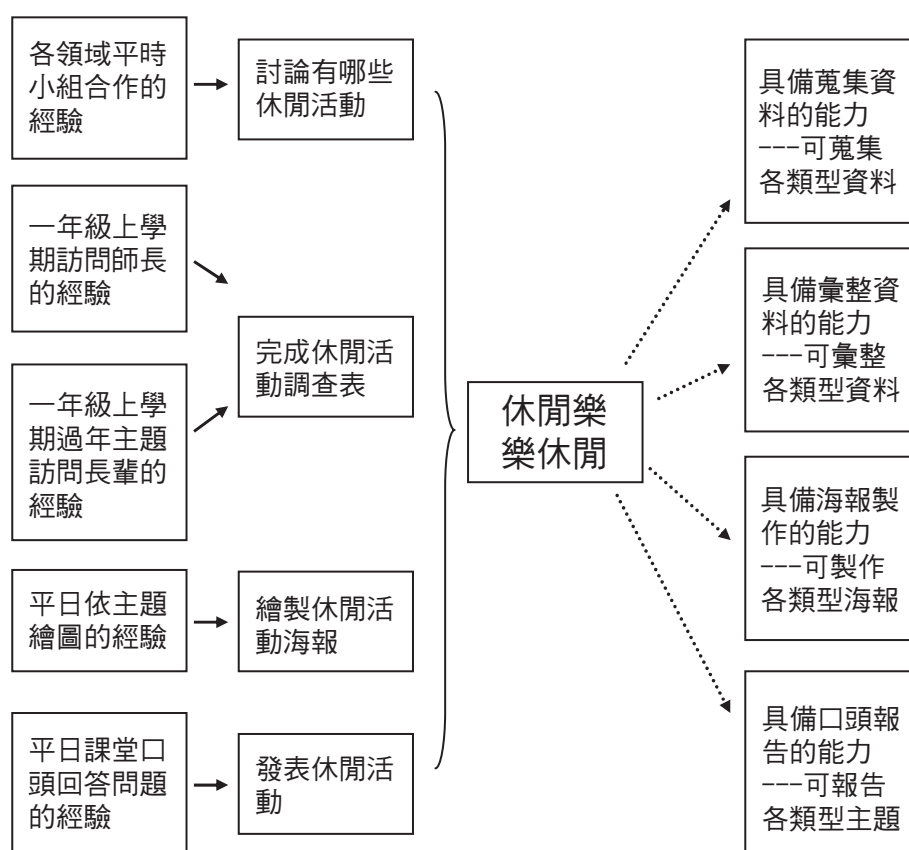 各領域平時
小組合作的
經驗
討論有哪些
休閒活動
一年級上學
期訪問師長
的經驗
一年級上學
期過年主題
訪問長輩的
經驗
完成休閒活
動調查表
平日依主題
繪圖的經驗
繪製休閒活
動海報
平日課堂口
頭回答問題
的經驗
發表休閒活
動
休閒樂
樂休閒
具備蒐集資
料的能力
---可蒐集
各類型資料
具備彙整資
料的能力
---可彙整
各類型資料
具備海報製
作的能力
---可製作
各類型海報
具備口頭報
告的能力
---可報告
各類型主題